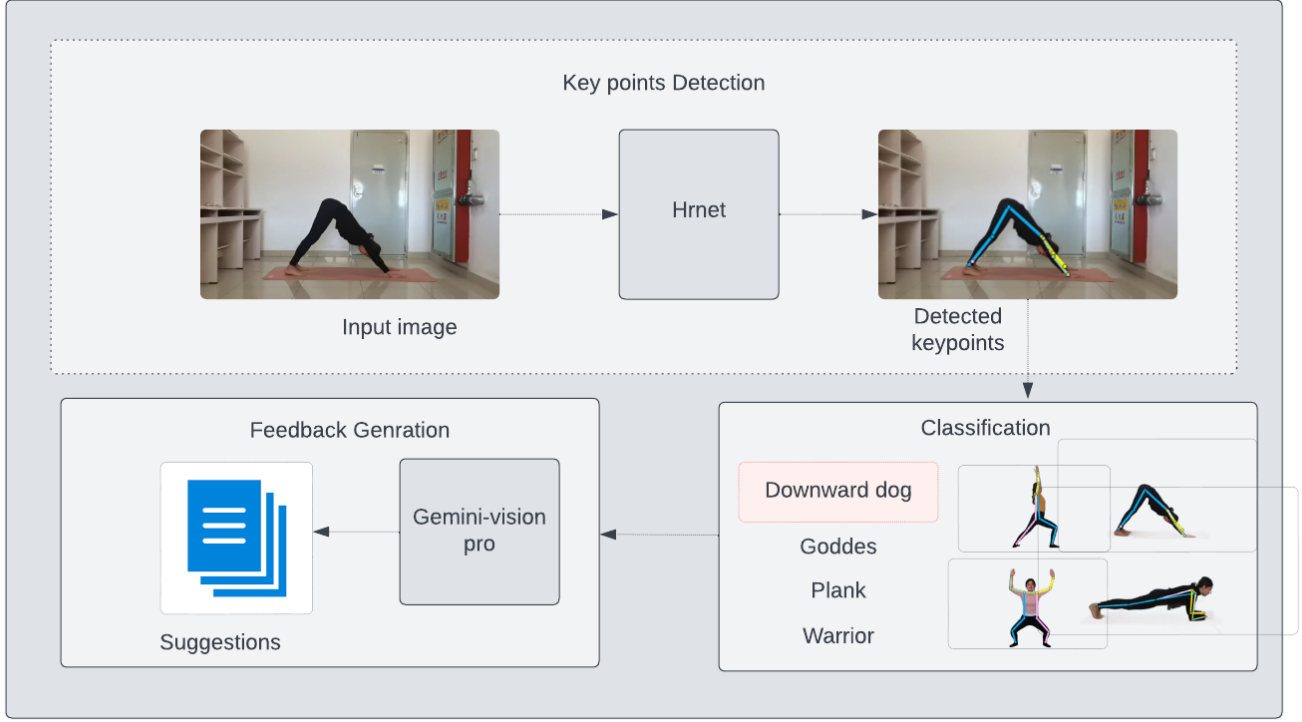 Key points Detection
Hrnet
Input image
Detected
keypoints
Feedback Genration
Gemini-vision
pro
Suggestions
Classification
Downward dog
Goddes
Plank
Warrior